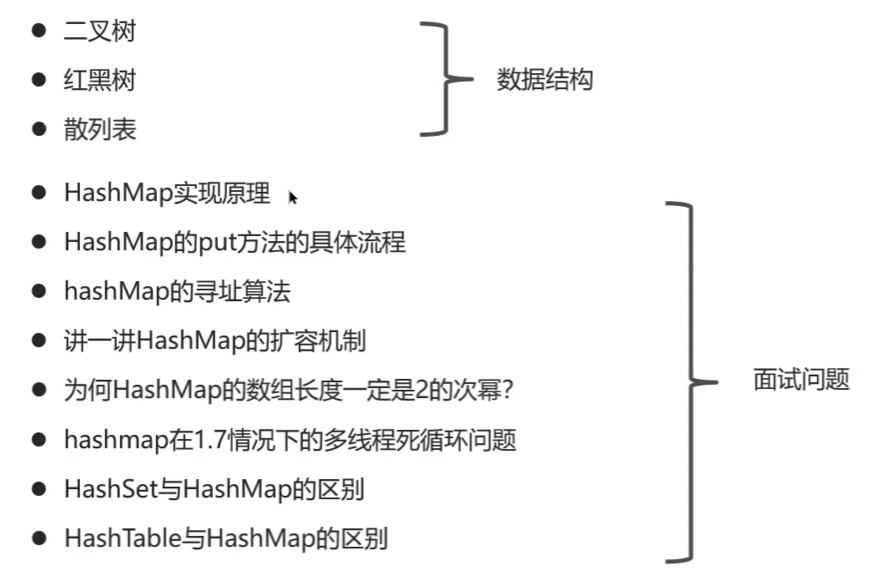 二叉树
红黑树
散列表
数据结构
HashMap实现原理
HashMap的put方法的具体流程
hashMap的寻址算法
讲一讲HashMap的扩容机制
为何HashMap的数组长度一定是2的次幂？
hashmap在1.7情况下的多线程死循环问题
HashSet与HashMap的区别
HashTable与HashMap的区别
面试问题